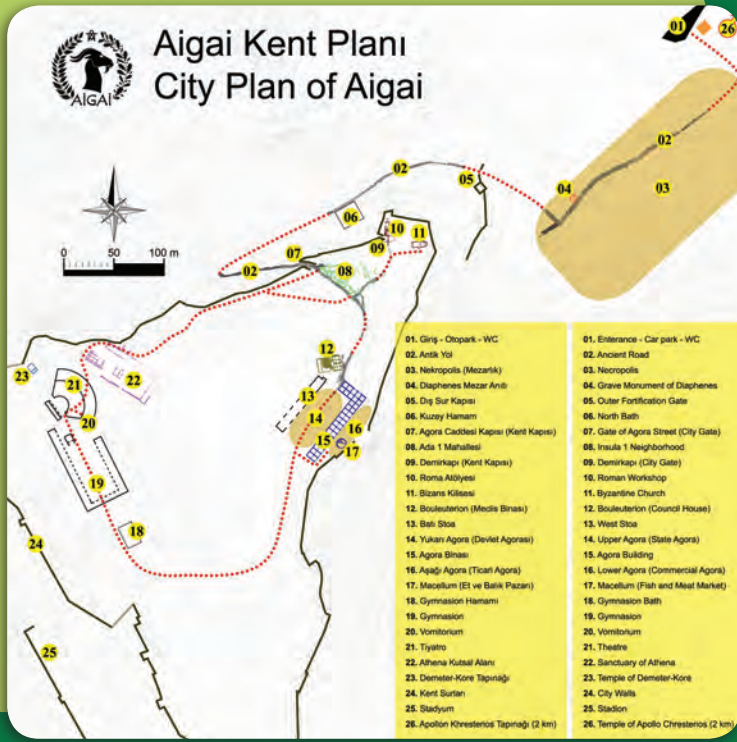 Aigai Kent Planı
City Plan of Aigai
AİGAİ
0 50 100 m
01
26
02
03
04
05
02
06
10
11
09
07
08
02
12
23
21
22
20
13
14
15
16
17
19
18
24
25
01. Giriş - Otopark - WC
02. Antik Yol
03. Nekropolis (Mezarlık)
04. Diaphenes Mezar Anıtı
05. Dış Sur Kapısı
06. Kuzey Hamam
07. Agora Caddesi Kapısı (Kent Kapısı)
08. Ada 1 Mahallesi
09. Demirkapı (Kent Kapısı)
10. Roma Atölyesi
11. Bizans Kilisesi
12. Bouleuterion (Meclis Binası)
13. Batı Stoa
14. Yukarı Agora (Devlet Agorası)
15. Agora Binası
16. Aşağı Agora (Ticari Agora)
17. Macellum (Et ve Balık Pazarı)
18. Gymnasion Hamamı
19. Gymnasion
20. Vomitorium
21. Tiyatro
22. Athena Kutsal Alanı
23. Demeter-Kore Tapınağı
24. Kent Surları
25. Stadyum
26. Apollon Khresterios Tapınağı (2 km)
01. Enterance - Car park - WC
02. Ancient Road
03. Necropolis
04. Grave Monument of Diaphenes
05. Outer Fortification Gate
06. North Bath
07. Gate of Agora Street (City Gate)
08. Insula 1 Neighborhood
09. Demirkapı (City Gate)
10. Roman Workshop
11. Byzantine Church
12. Bouleuterion (Council House)
13. West Stoa
14. Upper Agora (State Agora)
15. Agora Building
16. Lower Agora (Commercial Agora)
17. Macellum (Fish and Meat Market)
18. Gymnasion Bath
19. Gymnasion
20. Vomitorium
21. Theatre
22. Sanctuary of Athena
23. Temple of Demeter-Kore
24. City Walls
25. Stadion
26. Temple of Apollo Chresterios (2 km)